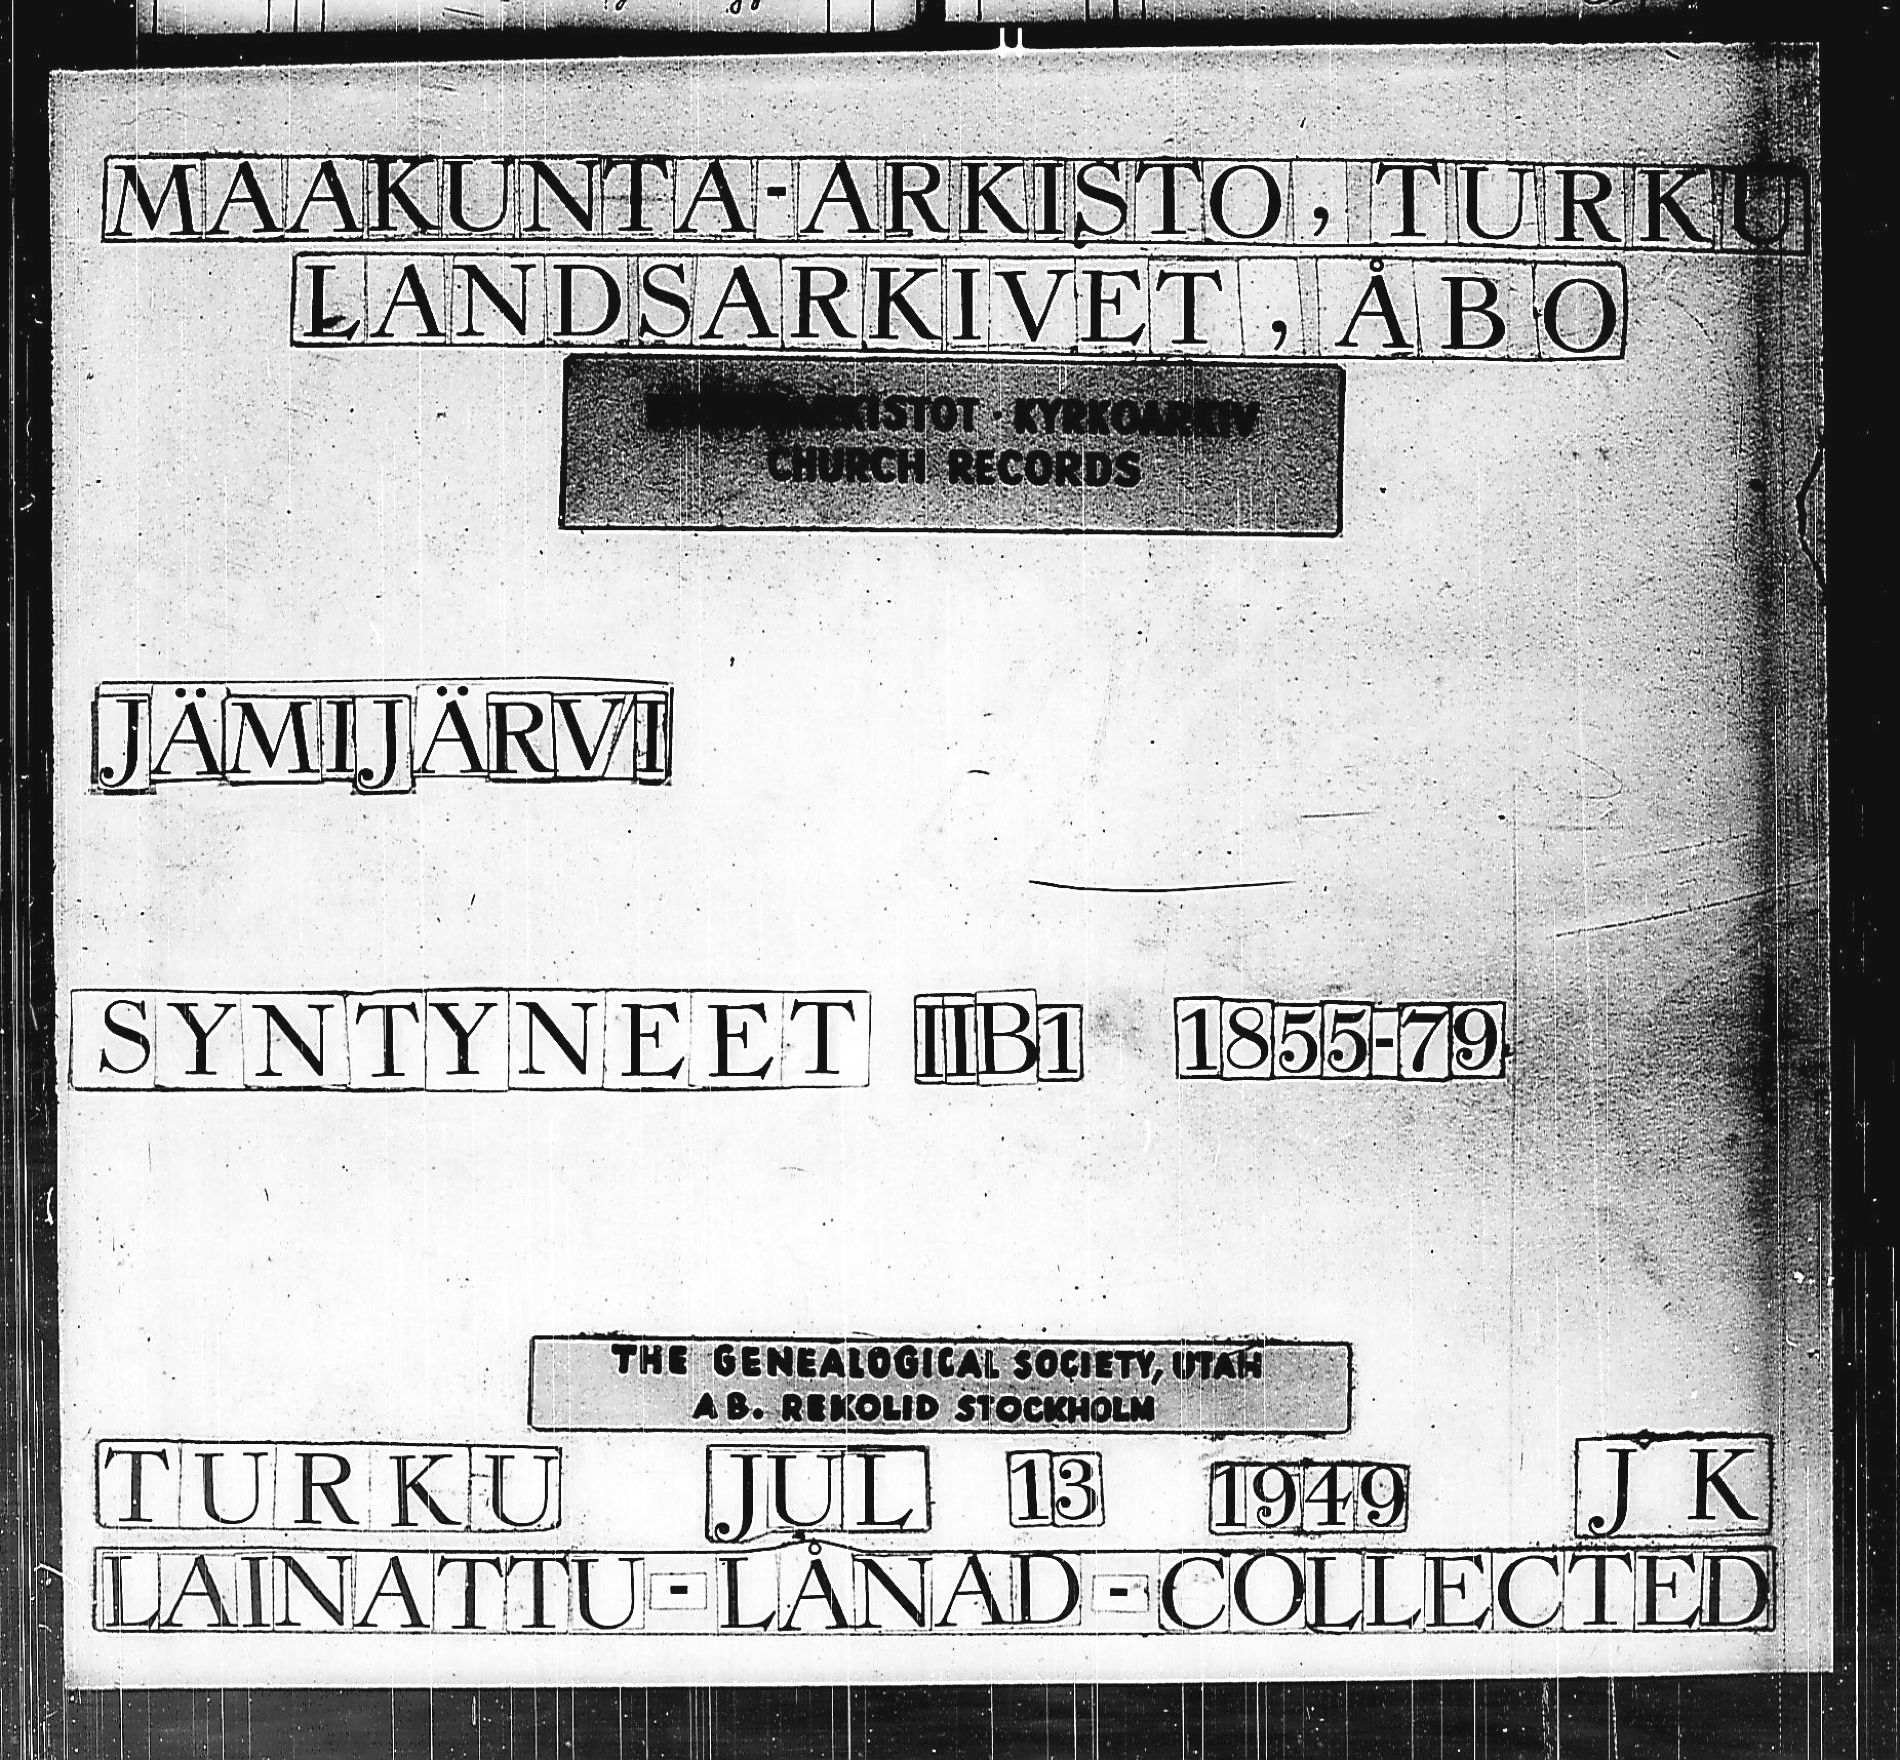 MAAKUNTA-ARKISTO, TURKU
LANDSARKIVET, ÅBO
KYRKOARKIV
CHURCH RECORDS
JÄMIJÄRVI
SYNTYNEET IIB1 1855-79
THE GENEALOGICAL SOCIETY, UTAH
AB. REKOLID STOCKHOLM
TURKU JUL 13 1949 JK
LAINATTU-LÅNAD-COLLECTED